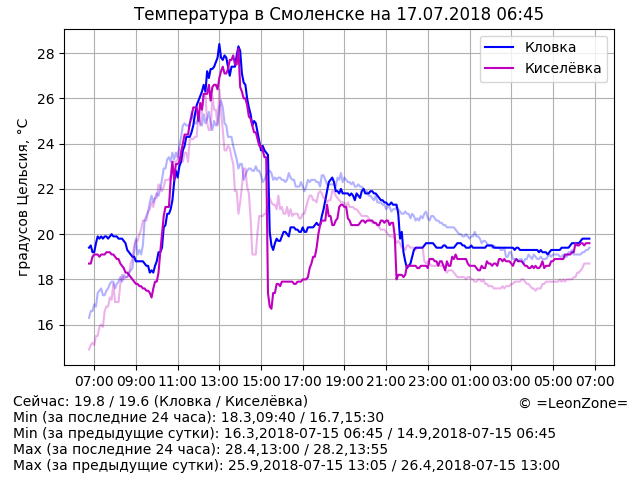 Температура в Смоленске на 17.07.2018 06:45
Кловка
Киселёвка
градусов Цельсия, °C
28
26
24
22
20
18
16
07:00 09:00 11:00 13:00 15:00 17:00 19:00 21:00 23:00 01:00 03:00 05:00 07:00
Сейчас: 19.8 / 19.6 (Кловка / Киселёвка)
© =LeonZone=
Min (за последние 24 часа): 18.3,09:40 / 16.7,15:30
Min (за предыдущие сутки): 16.3,2018-07-15 06:45 / 14.9,2018-07-15 06:45
Max (за последние 24 часа): 28.4,13:00 / 28.2,13:55
Max (за предыдущие сутки): 25.9,2018-07-15 13:05 / 26.4,2018-07-15 13:00